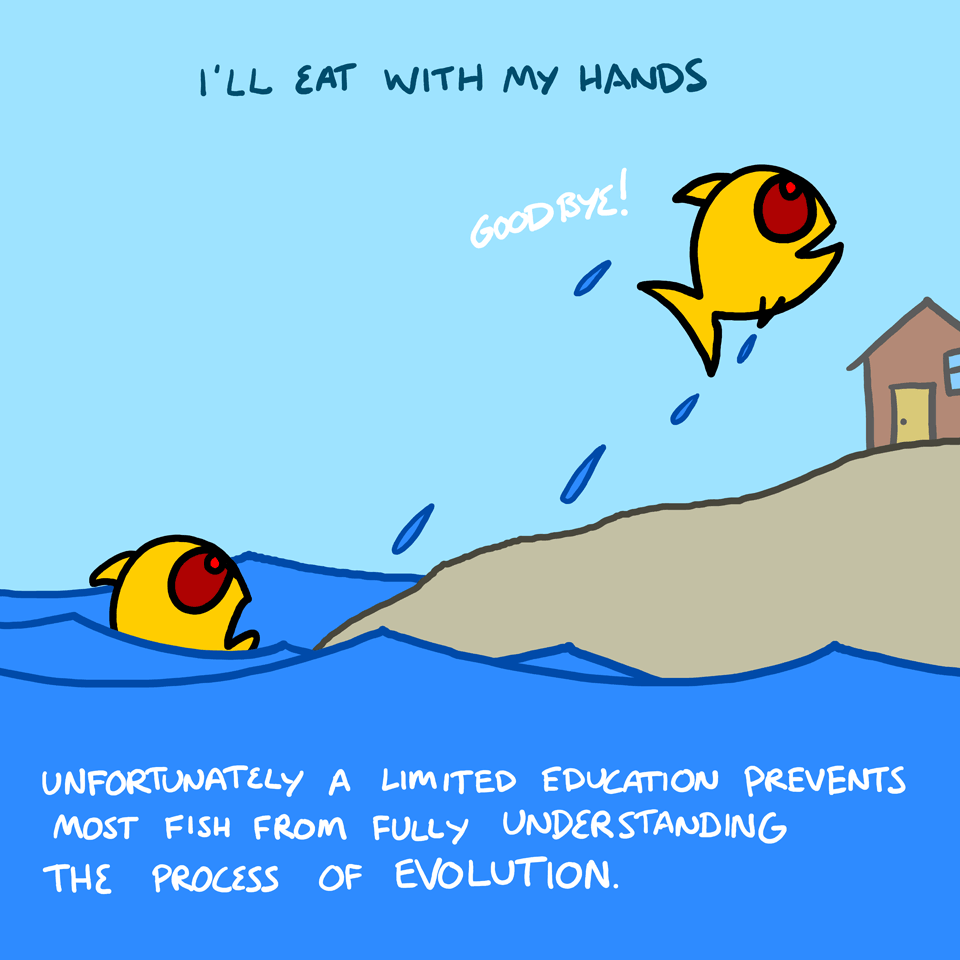 I'LL EAT WITH MY HANDS
GOODBYE!
UNFORTUNATELY A LIMITED EDUCATION PREVENTS
MOST FISH FROM FULLY UNDERSTANDING
THE PROCESS OF EVOLUTION.